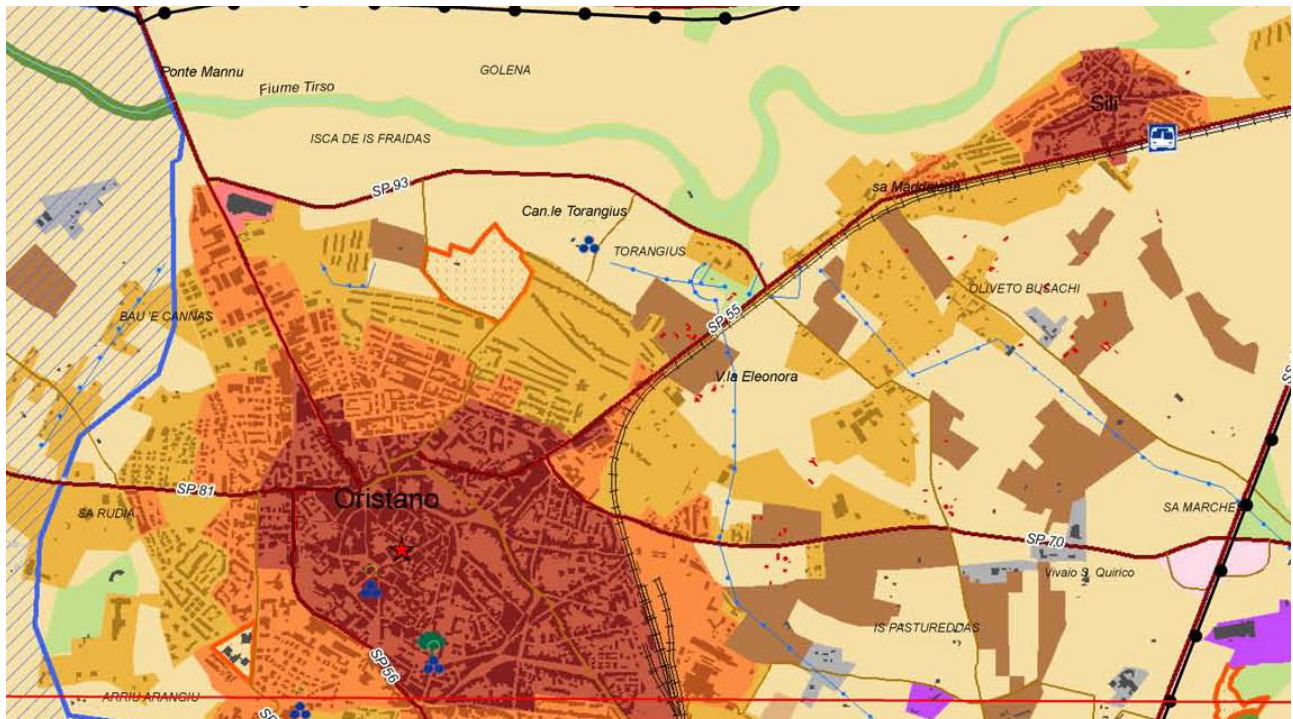 Ponte Mannu
GOLENA
Fiume Tirso
Sili'
ISCA DE IS FRAIDAS
SP 93
sa Maddalena
Can.le Torangius
TORANGIUS
OLIVETO BUSACHI
BAU 'E CANNAS
SP 55
V.la Eleonora
SP 81
Oristano
SA RUDIA
SA MARCHE
SP 70
Vivaio S. Quirico
IS PASTUREDDAS
SP 56
ARRIU ARANGIU